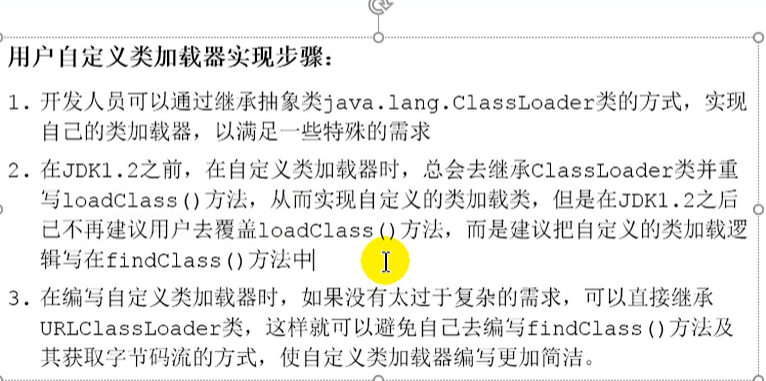 用户自定义类加载器实现步骤：
1. 开发人员可以通过继承抽象类java.lang.ClassLoader类的方式，实现
自己的类加载器，以满足一些特殊的需求
2. 在JDK1.2之前，在自定义类加载器时，总会去继承ClassLoader类并重
写loadClass()方法，从而实现自定义的类加载类，但是在JDK1.2之后
已不再建议用户去覆盖loadClass()方法，而是建议把自定义的类加载逻
辑写在findClass()方法中
3. 在编写自定义类加载器时，如果没有太过于复杂的需求，可以直接继承
URLClassLoader类，这样就可以避免自己去编写findClass()方法及
其获取字节码流的方式，使自定义类加载器编写更加简洁。